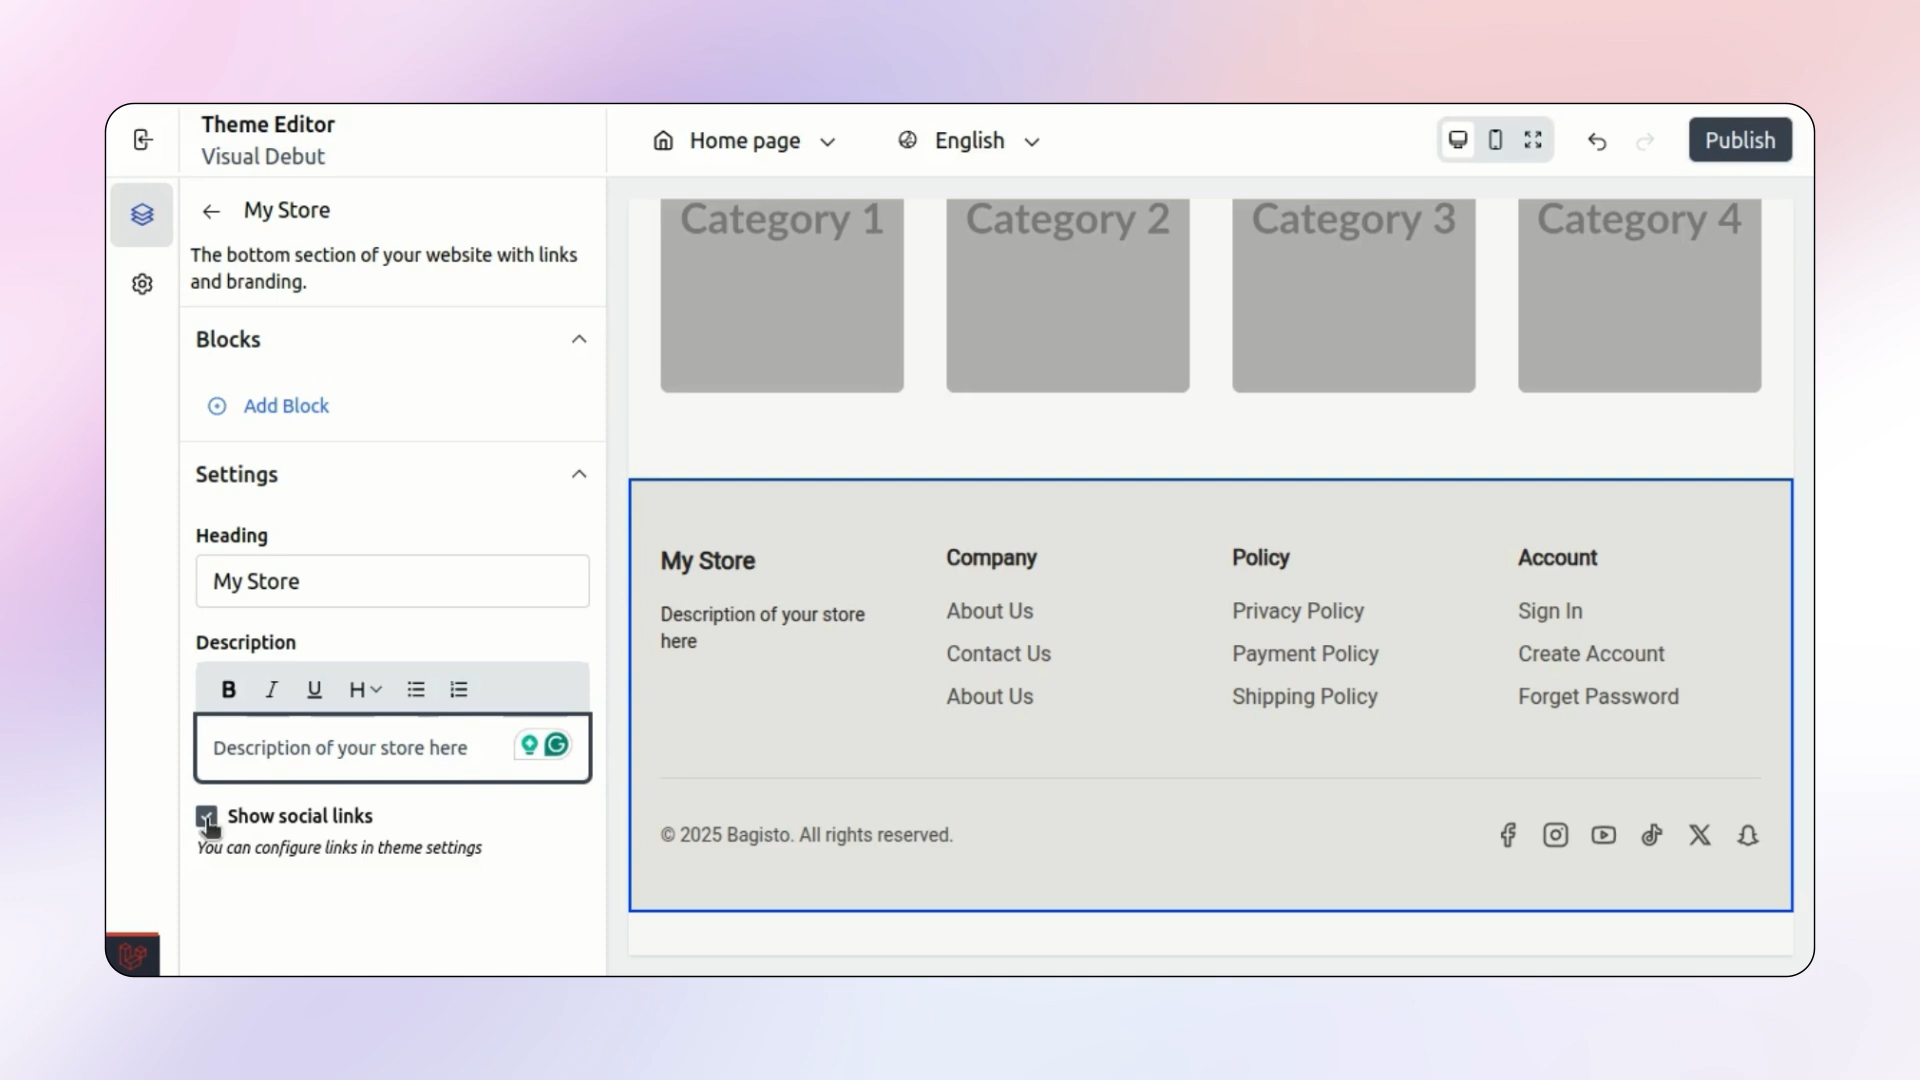 Theme Editor
Visual Debut
Home page
English
Publish
My Store
The bottom section of your website with links
and branding.
Blocks
Add Block
Settings
Heading
My Store
Description
B I U H
Description of your store here
Show social links
You can configure links in theme settings
Category 1
Category 2
Category 3
Category 4
My Store
Description of your store
here
Company
About Us
Contact Us
About Us
Policy
Privacy Policy
Payment Policy
Shipping Policy
Account
Sign In
Create Account
Forget Password
© 2025 Bagisto. All rights reserved.